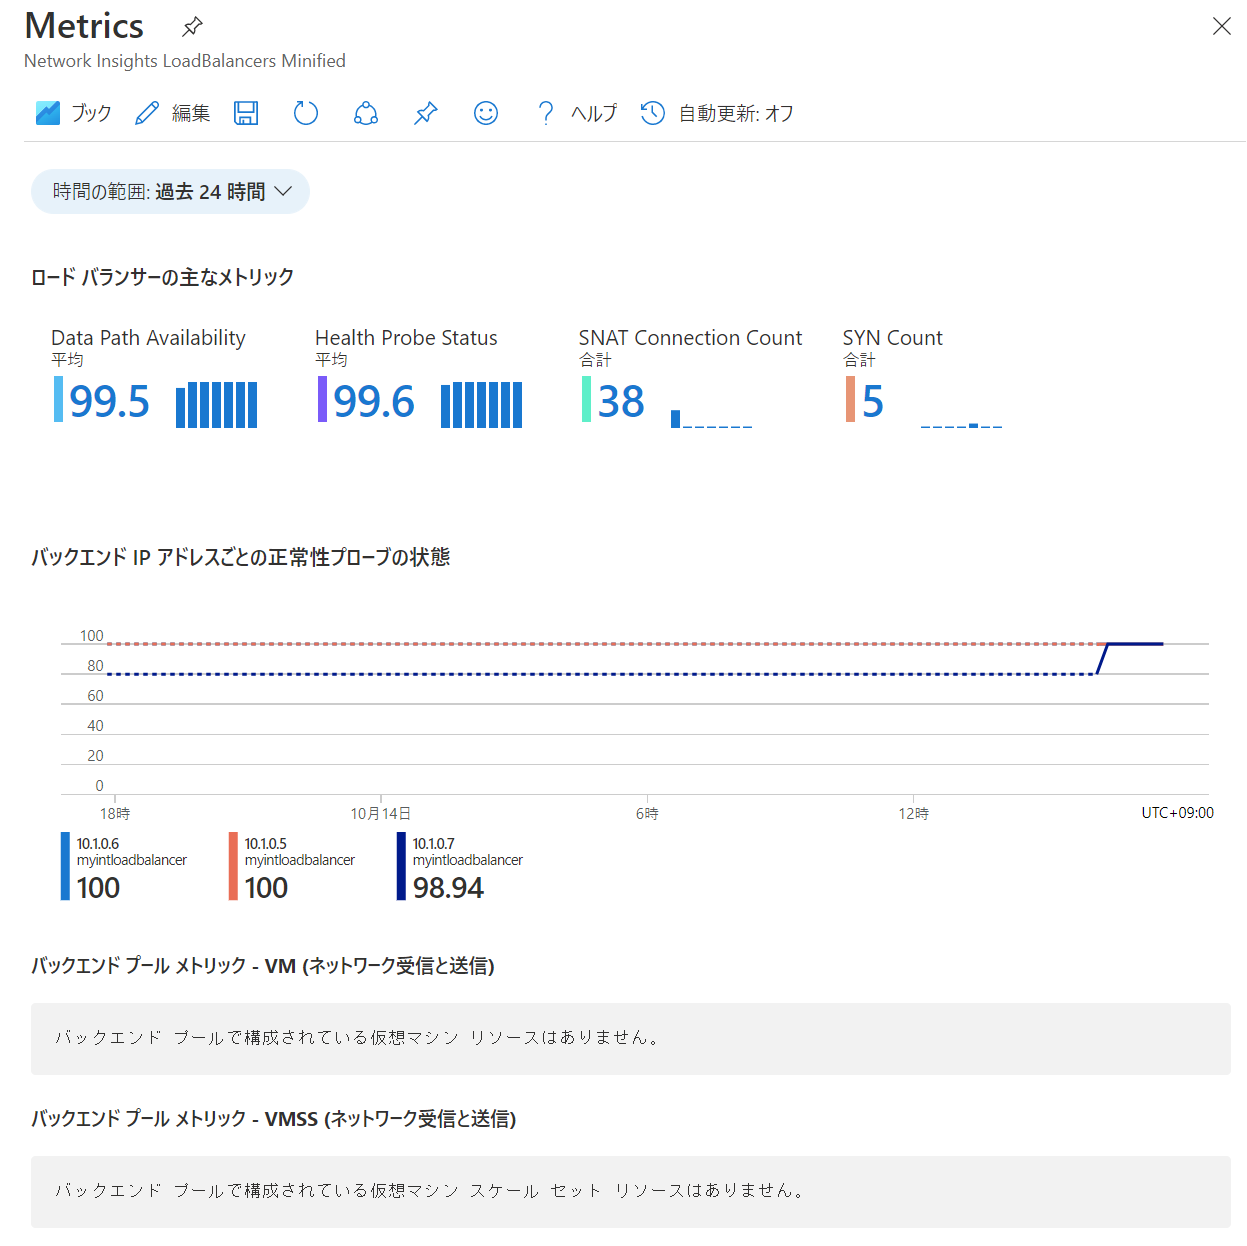 Metrics
Network Insights LoadBalancers Minified
ブック 編集 ヘルプ 自動更新: オフ
時間の範囲: 過去 24 時間
ロード バランサーの主なメトリック
Data Path Availability
平均
99.5
Health Probe Status
平均
99.6
SNAT Connection Count
合計
38
SYN Count
合計
5
バックエンド IP アドレスごとの正常性プローブの状態
100
80
60
40
20
0
18時 10月14日 6時 12時 UTC+09:00
10.1.0.6
myintloadbalancer
100
10.1.0.5
myintloadbalancer
100
10.1.0.7
myintloadbalancer
98.94
バックエンド プール メトリック - VM (ネットワーク受信と送信)
バックエンド プールで構成されている仮想マシン リソースはありません。
バックエンド プール メトリック - VMSS (ネットワーク受信と送信)
バックエンド プールで構成されている仮想マシン スケール セット リソースはありません。